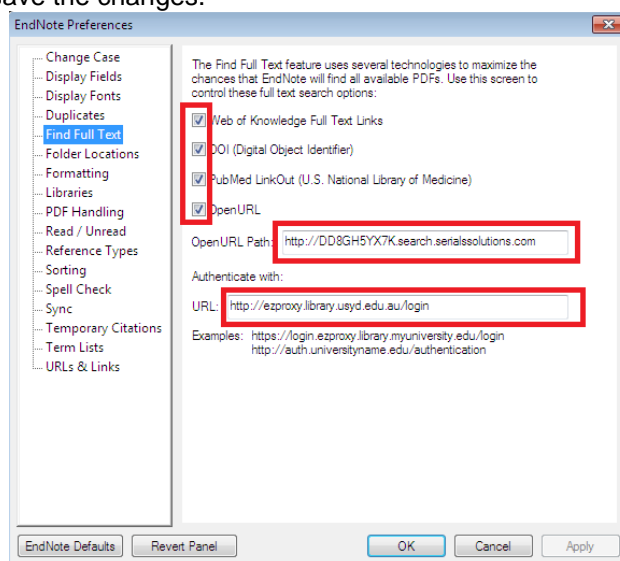 save the changes.
EndNote Preferences
Change Case
Display Fields
Display Fonts
Duplicates
Find Full Text
Folder Locations
Formatting
Libraries
PDF Handling
Read / Unread
Reference Types
Sorting
Spell Check
Sync
Temporary Citations
Term Lists
URLs & Links
The Find Full Text feature uses several technologies to maximize the
chances that EndNote will find all available PDFs. Use this screen to
control these full text search options:
Web of Knowledge Full Text Links
DOI (Digital Object Identifier)
PubMed LinkOut (U.S. National Library of Medicine)
OpenURL
OpenURL Path: http://DD8GH5YX7K.search.serialssolutions.com
Authenticate with:
URL: http://ezproxy.library.usyd.edu.au/login
Examples: https://login.ezproxy.library.myuniversity.edu/login
http://auth.universityname.edu/authentication
EndNote Defaults Revert Panel OK Cancel Apply